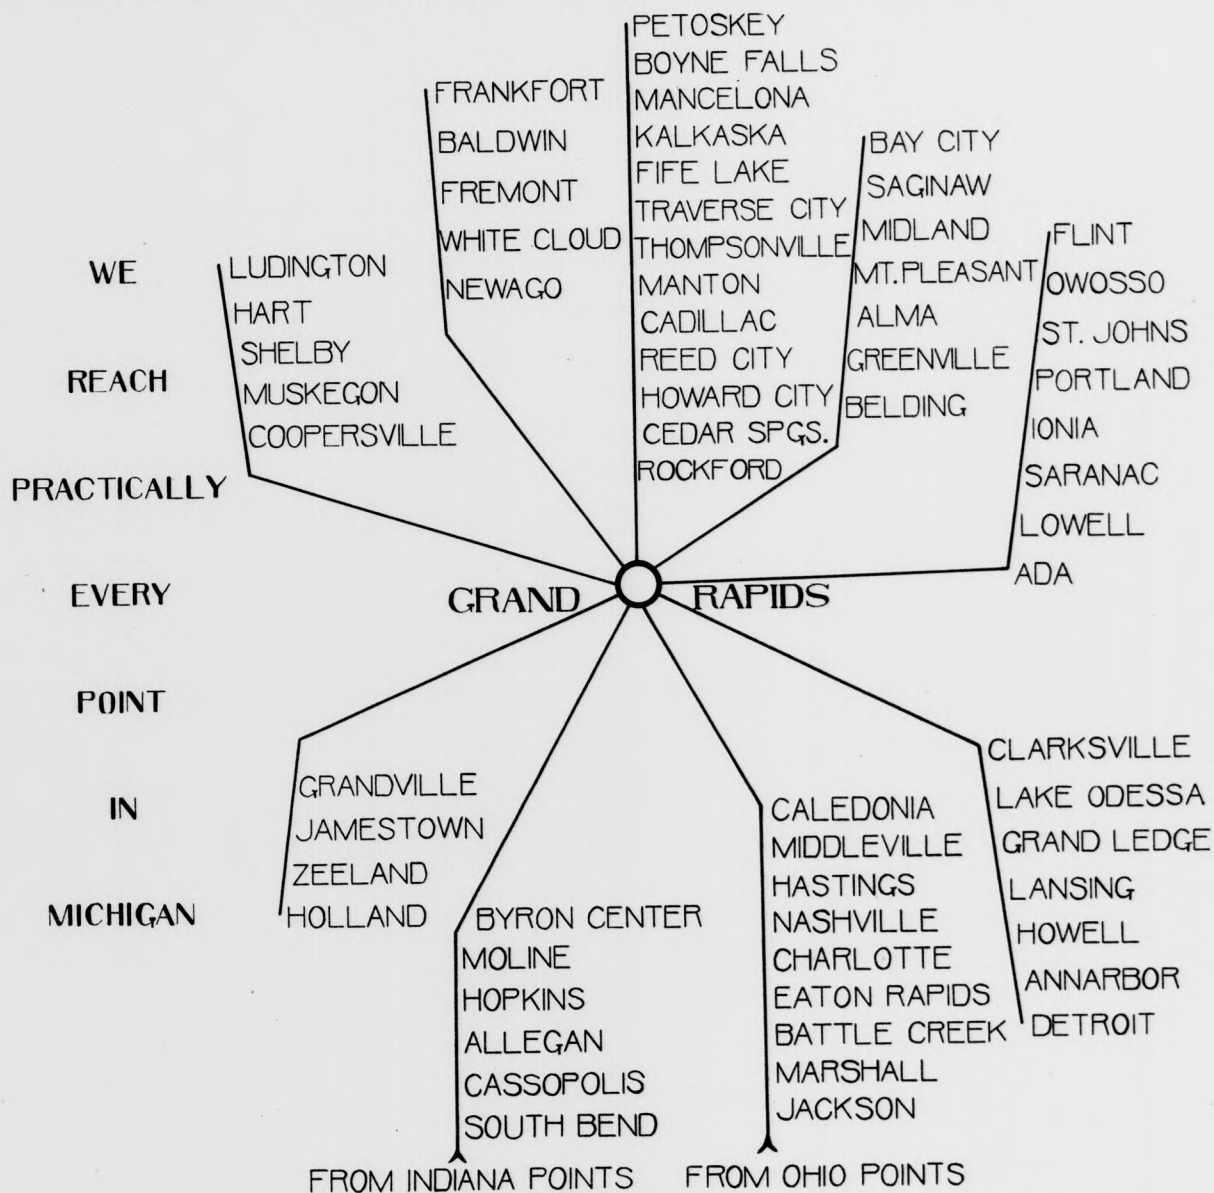 WE
REACH
PRACTICALLY
EVERY
POINT
IN
MICHIGAN
LUDINGTON
HART
SHELBY
MUSKEGON
COOPERSVILLE
FRANKFORT
BALDWIN
FREMONT
WHITE CLOUD
NEWAGO
PETOSKEY
BOYNE FALLS
MANCELONA
KALKASKA
FIFE LAKE
TRAVERSE CITY
THOMPSONVILLE
MANTON
CADILLAC
REED CITY
HOWARD CITY
CEDAR SPGS.
ROCKFORD
BAY CITY
SAGINAW
MIDLAND
MT.PLEASANT
ALMA
GREENVILLE
BELDING
FLINT
OWOSSO
ST. JOHNS
PORTLAND
IONIA
SARANAC
LOWELL
ADA
GRAND RAPIDS
GRANDVILLE
JAMESTOWN
ZEELAND
HOLLAND
BYRON CENTER
MOLINE
HOPKINS
ALLEGAN
CASSOPOLIS
SOUTH BEND
FROM INDIANA POINTS
CALEDONIA
MIDDLEVILLE
HASTINGS
NASHVILLE
CHARLOTTE
EATON RAPIDS
BATTLE CREEK
MARSHALL
JACKSON
FROM OHIO POINTS
CLARKSVILLE
LAKE ODESSA
GRAND LEDGE
LANSING
HOWELL
ANNARBOR
DETROIT